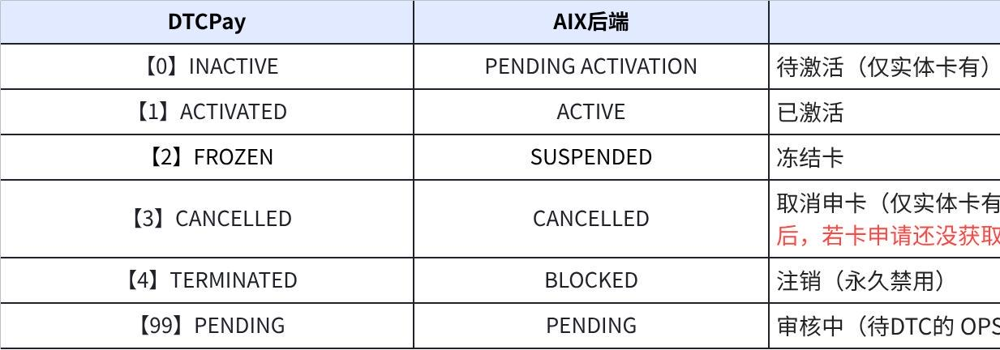 DTCPay AIX后端
【0】INACTIVE PENDING ACTIVATION 待激活（仅实体卡有）
【1】ACTIVATED ACTIVE 已激活
【2】FROZEN SUSPENDED 冻结卡
【3】CANCELLED CANCELLED 取消申卡（仅实体卡有
后，若卡申请还没获取
【4】TERMINATED BLOCKED 注销（永久禁用）
【99】PENDING PENDING 审核中（待DTC的 OPS